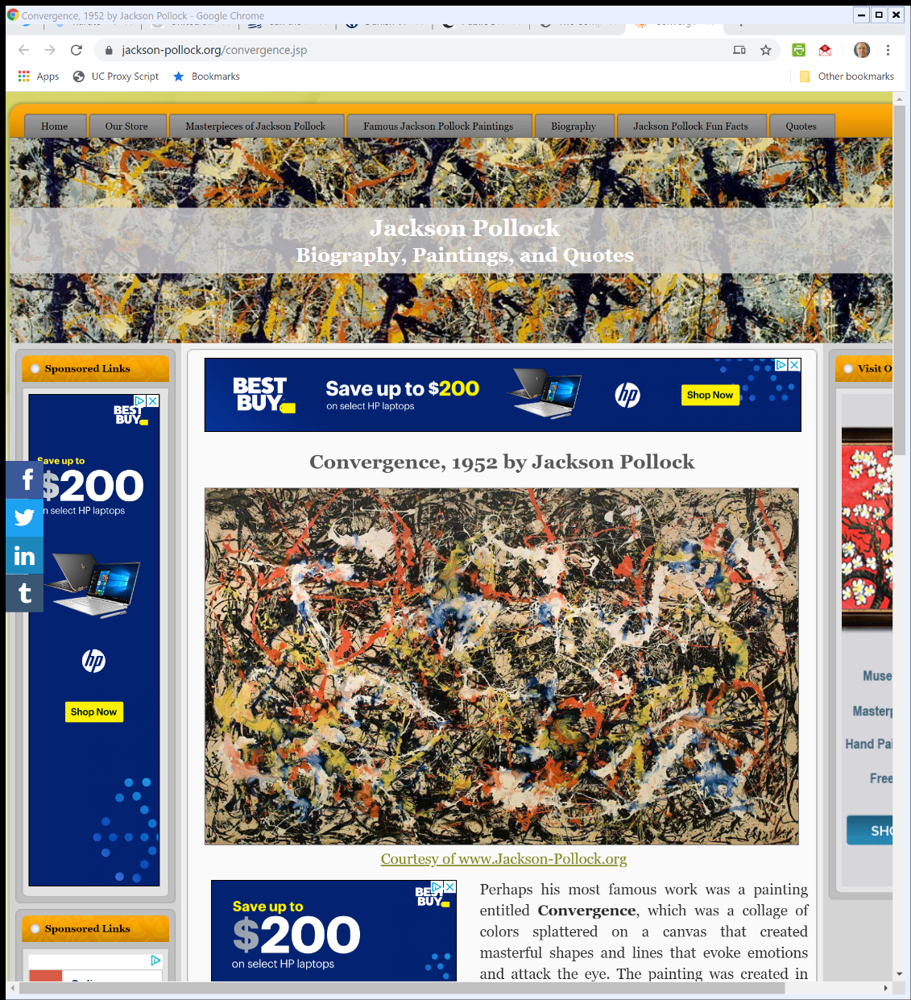 Convergence, 1952 by Jackson Pollock - Google Chrome
jackson-pollock.org/convergence.jsp
Apps UC Proxy Script Bookmarks Other bookmarks
Home Our Store Masterpieces of Jackson Pollock Famous Jackson Pollock Paintings Biography Jackson Pollock Fun Facts Quotes
Jackson Pollock
Biography, Paintings, and Quotes
Sponsored Links
BEST
BUY
Save up to
$200
on select HP laptops
hp
Shop Now
Sponsored Links
BEST
BUY
Save up to $200
on select HP laptops
hp
Shop Now
Convergence, 1952 by Jackson Pollock
Courtesy of www.Jackson-Pollock.org
BEST
BUY
Save up to
$200
on select HP laptops
Perhaps his most famous work was a painting
entitled Convergence, which was a collage of
colors splattered on a canvas that created
masterful shapes and lines that evoke emotions
and attack the eye. The painting was created in
Visit O
Muse
Masterp
Hand Pai
Free
SHO
f
in
t